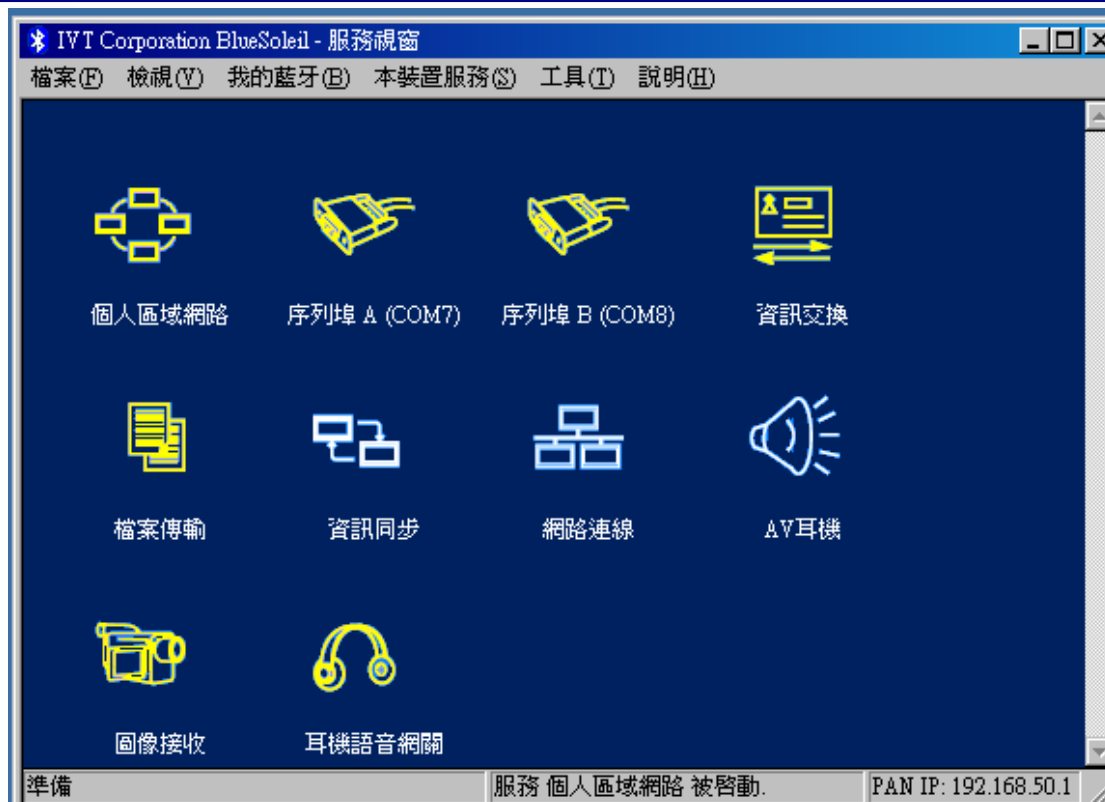 IVT Corporation BlueSoleil - 服務視窗
檔案(F) 檢視(V) 我的藍牙(B) 本裝置服務(S) 工具(T) 說明(H)
個人區域網路 序列埠 A (COM7) 序列埠 B (COM8) 資訊交換
檔案傳輸 資訊同步 網路連線 AV耳機
圖像接收 耳機語音網關
準備 服務 個人區域網路 被啓動. PAN IP: 192.168.50.1